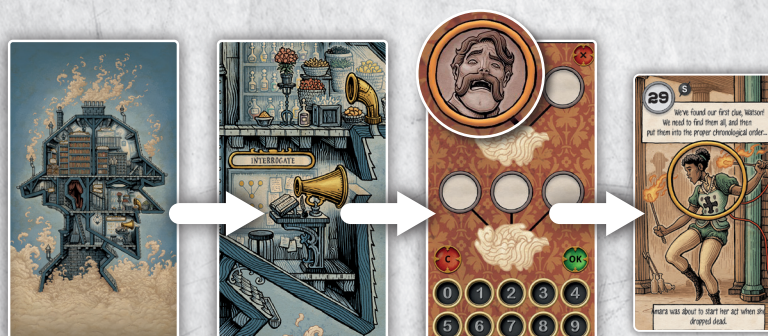 INTERROGATE
X
C
OK
0 1 2 3 4
5 6 7 8 9
29
S
We've found our first clue, Watson!
We need to find them all, and then
put them into the proper chronological order...
Amara was about to start her act when she
dropped dead.